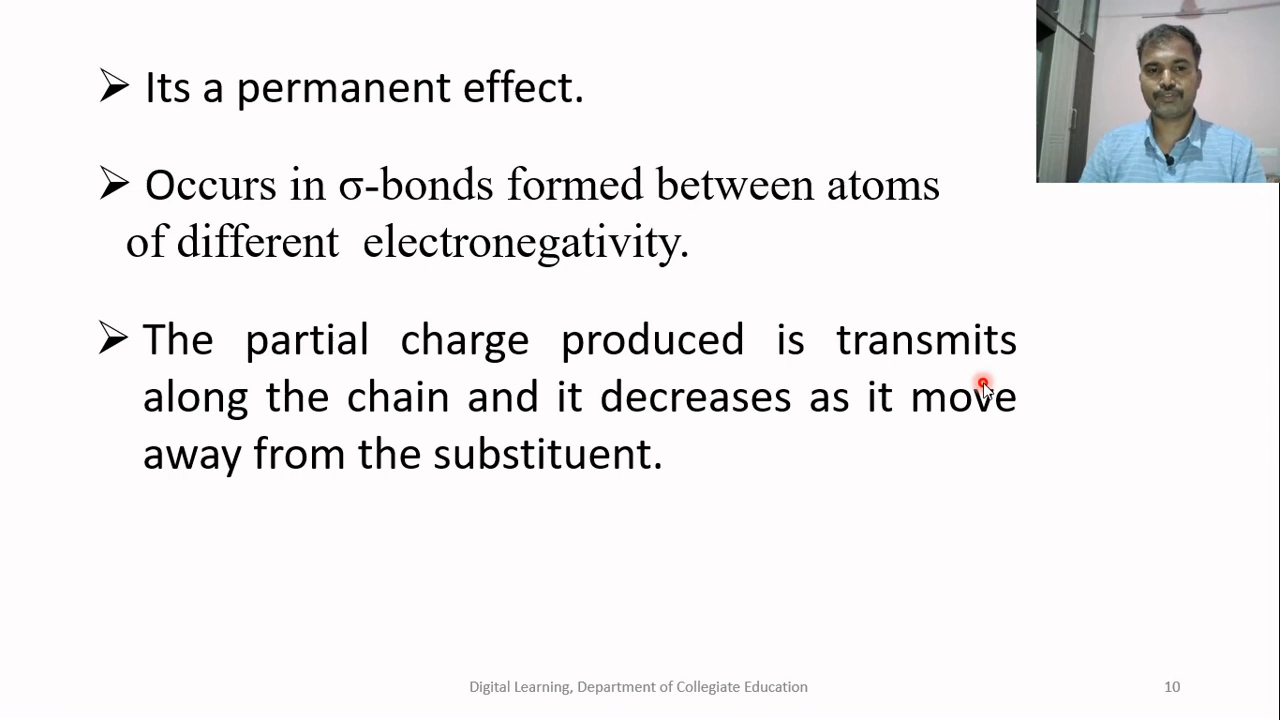 Its a permanent effect.
Occurs in σ-bonds formed between atoms
of different electronegativity.
The partial charge produced is transmits
along the chain and it decreases as it move
away from the substituent.
Digital Learning, Department of Collegiate Education
10